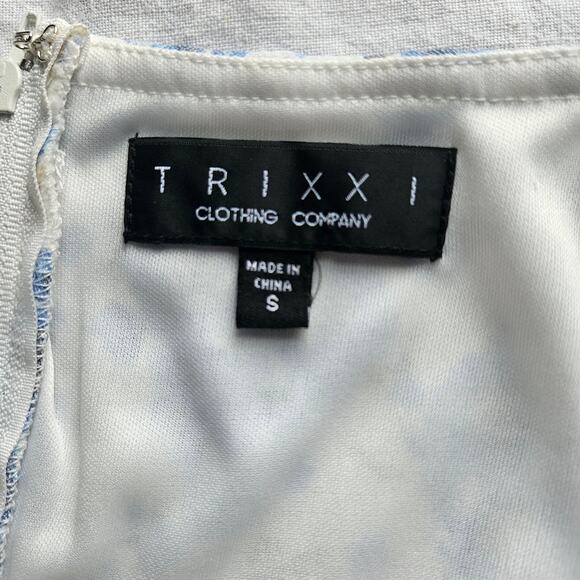 TRIXXI
CLOTHING COMPANY
MADE IN
CHINA
S